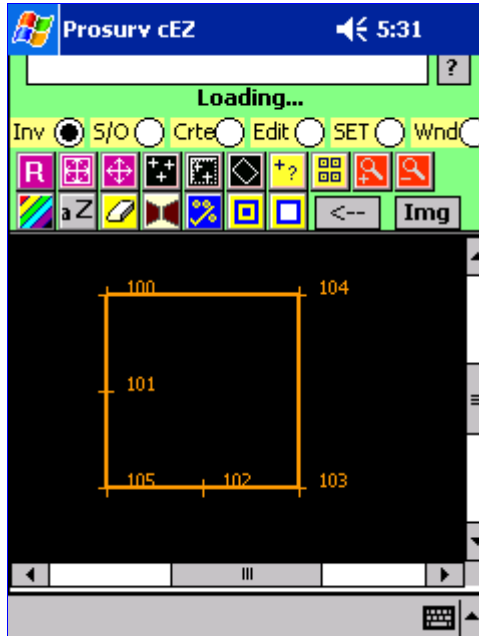 Prosurv cEZ 5:31
?
Loading...
Inv S/O Crte Edit SET Wnd
R
aZ <-- Img
100 104
101
105 102 103